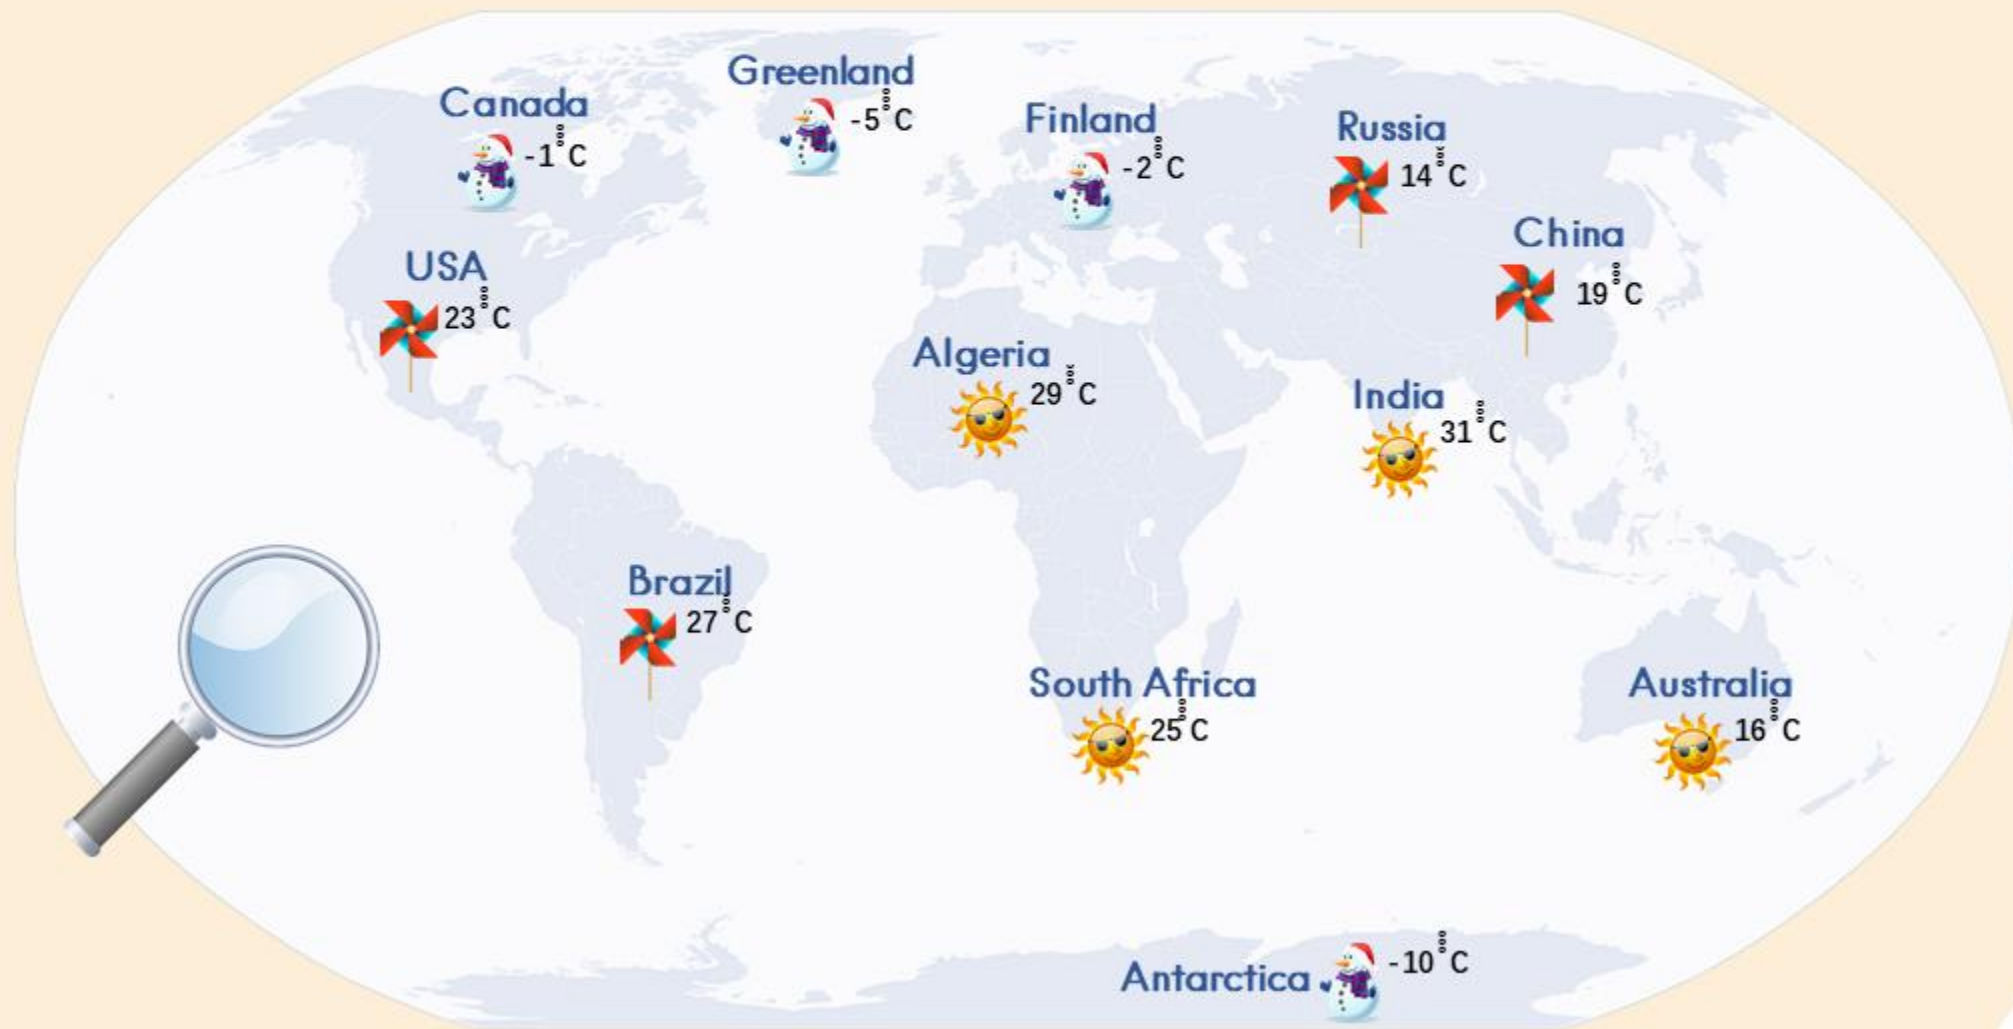 Greenland
-5°C
Canada
-1°C
Finland
-2°C
Russia
14°C
China
19°C
USA
23°C
Algeria
29°C
India
31°C
Brazil
27°C
South Africa
25°C
Australia
16°C
Antarctica
-10°C